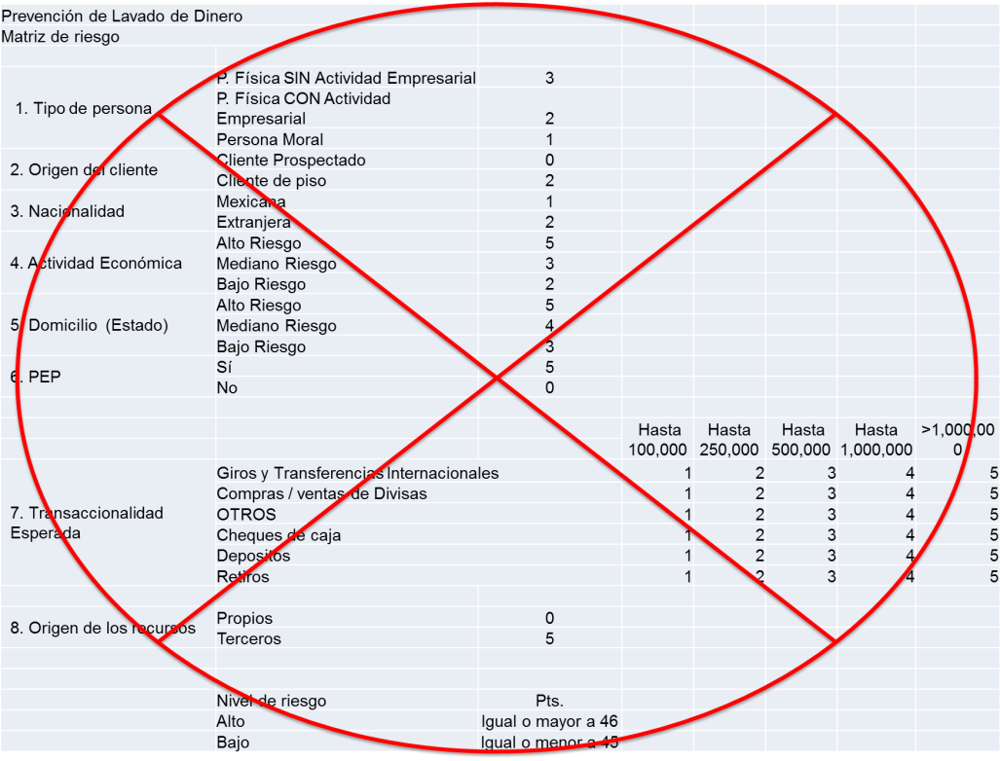 Prevención de Lavado de Dinero
Matriz de riesgo
P. Física SIN Actividad Empresarial 3
1. Tipo de persona
P. Física CON Actividad
Empresarial 2
Persona Moral 1
2. Origen del cliente
Cliente Prospectado 0
Cliente de piso 2
3. Nacionalidad
Mexicana 1
Extranjera 2
4. Actividad Económica
Alto Riesgo 5
Mediano Riesgo 3
Bajo Riesgo 2
5. Domicilio (Estado)
Alto Riesgo 5
Mediano Riesgo 4
Bajo Riesgo 3
6. PEP
Sí 5
No 0
Hasta Hasta Hasta Hasta >1,000,00
100,000 250,000 500,000 1,000,000 0
7. Transaccionalidad
Esperada
Giros y Transferencias Internacionales 1 2 3 4 5
Compras / ventas de Divisas 1 2 3 4 5
OTROS 1 2 3 4 5
Cheques de caja 1 2 3 4 5
Depositos 1 2 3 4 5
Retiros 1 2 3 4 5
8. Origen de los recursos
Propios 0
Terceros 5
Nivel de riesgo Pts.
Alto Igual o mayor a 46
Bajo Igual o menor a 45